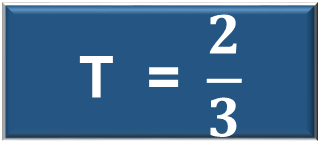 T = 2/3